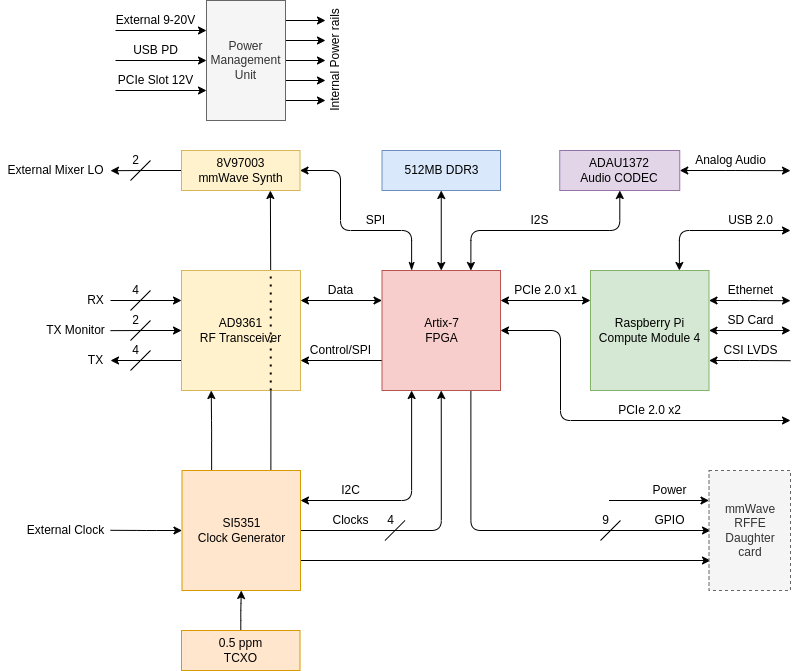 External 9-20V
USB PD
PCIe Slot 12V
Power
Management
Unit
Internal Power rails
External Mixer LO
2
8V97003
mmWave Synth
512MB DDR3
ADAU1372
Audio CODEC
Analog Audio
SPI
I2S
USB 2.0
RX
4
TX Monitor
2
TX
4
AD9361
RF Transceiver
Data
Control/SPI
Artix-7
FPGA
PCIe 2.0 x1
Raspberry Pi
Compute Module 4
Ethernet
SD Card
CSI LVDS
PCIe 2.0 x2
External Clock
SI5351
Clock Generator
I2C
Clocks
4
9
Power
GPIO
mmWave
RFFE
Daughter
card
0.5 ppm
TCXO